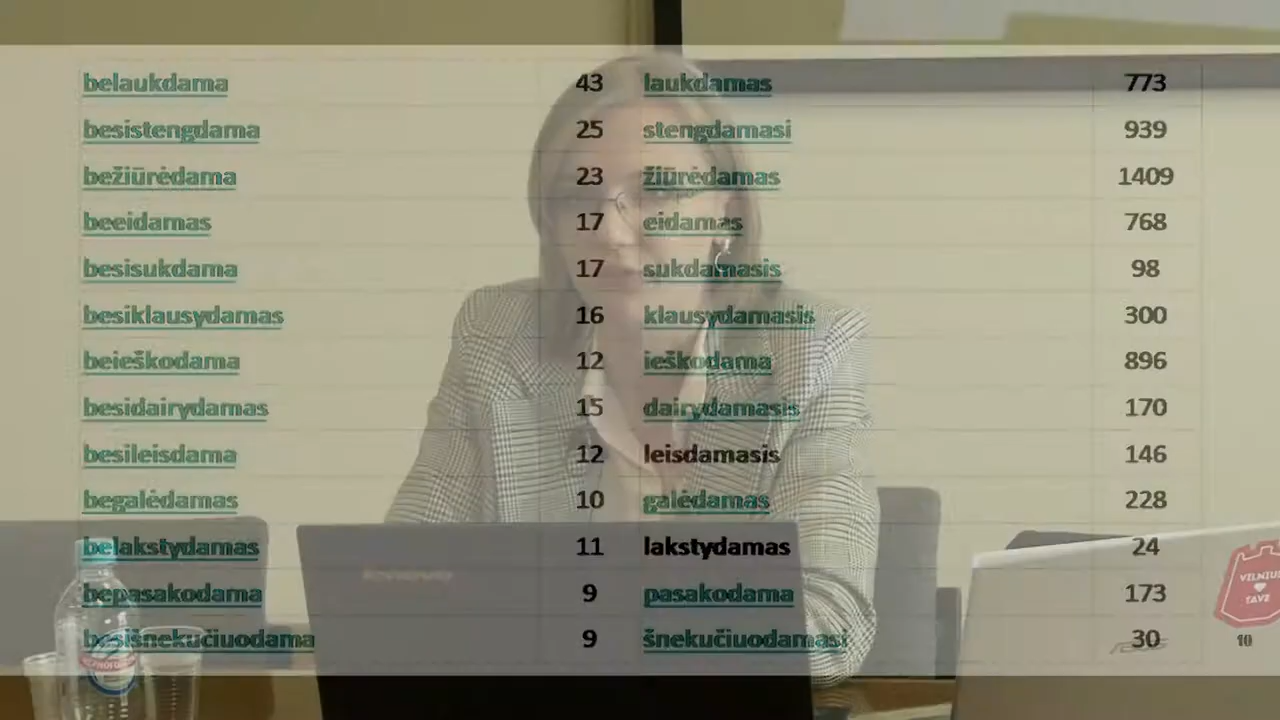 belaukdama 43 laukdamas 773
besistengdama 25 stengdamasi 939
bežiūrėdama 23 žiūrėdamas 1409
beeidamas 17 eidamas 768
besisukdama 17 sukdamasis 98
besiklausydamas 16 klausydamasis 300
beieškodama 12 ieškodama 896
besidairydamas 15 dairydamasis 170
besileisdama 12 leisdamasis 146
begalėdamas 10 galėdamas 228
belakstydamas 11 lakstydamas 24
bepasakodama 9 pasakodama 173
besišnekučiuodama 9 šnekučiuodamasi 30
10
VILNIUS
TAVE